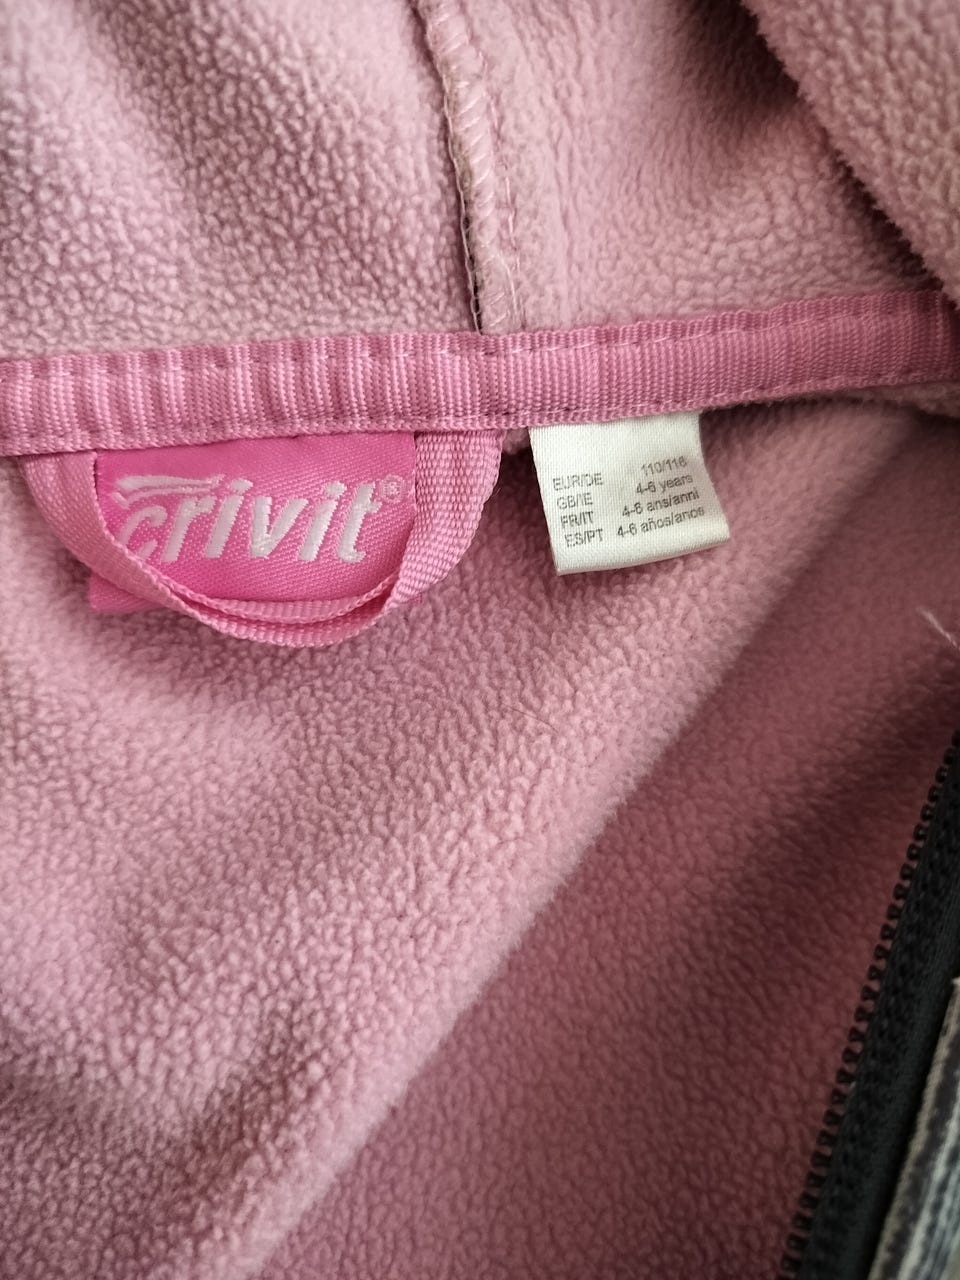 crivit®
EUR/DE 110/116
GB/IE 4-6 years
FR/IT 4-6 ans/anni
ES/PT 4-6 años/anos